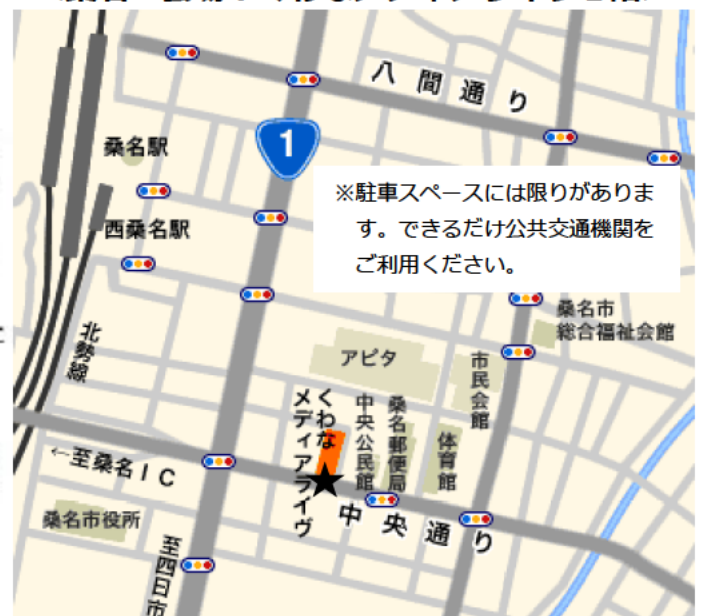 八間通り
1
桑名駅
※駐車スペースには限りがありま
す。できるだけ公共交通機関を
ご利用ください。
西桑名駅
桑名市
総合福祉会館
北勢線
アピタ
市民会館
くわな
メディアライヴ
中央公民館
桑名郵便局
体育館
←至桑名IC
桑名市役所
中央通り
至四日市